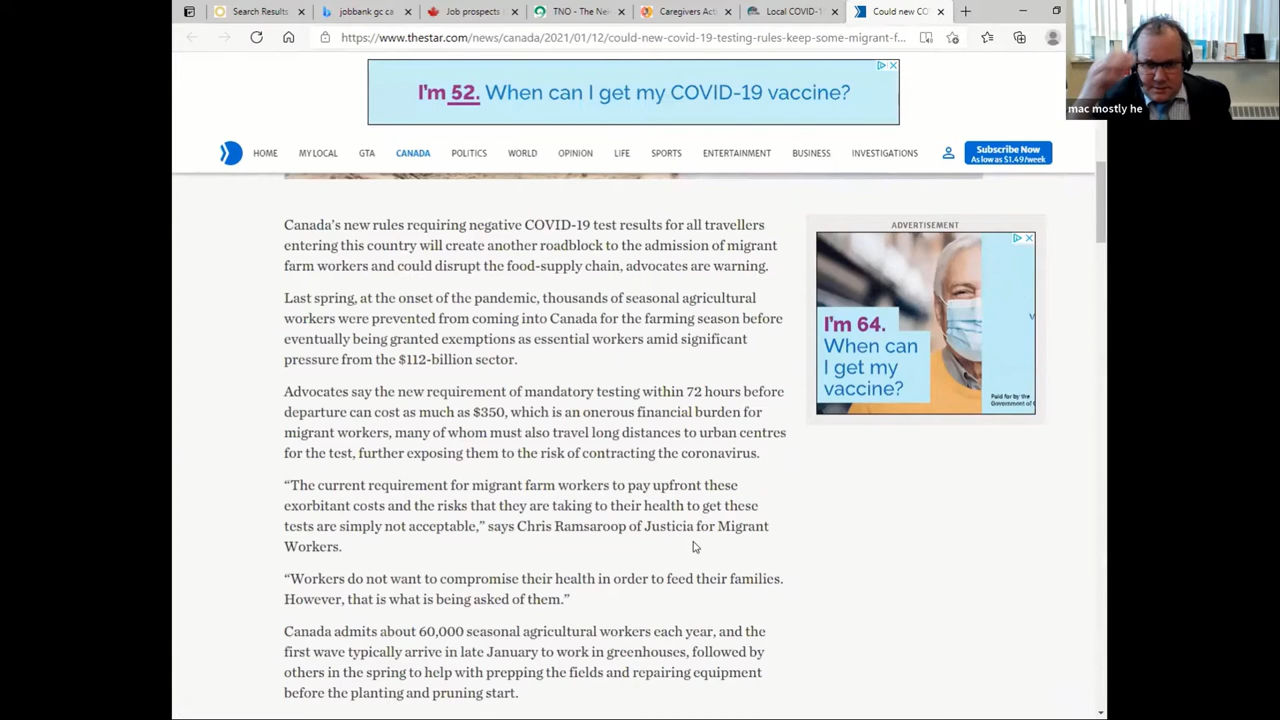 Search Results
jobbank gc ca
Job prospects
TNO - The Nei
Caregivers Acti
Local COVID-1
Could new CO
https://www.thestar.com/news/canada/2021/01/12/could-new-covid-19-testing-rules-keep-some-migrant-f...
mac mostly he
I'm 52. When can I get my COVID-19 vaccine?
HOME MY LOCAL GTA CANADA POLITICS WORLD OPINION LIFE SPORTS ENTERTAINMENT BUSINESS INVESTIGATIONS
Subscribe Now
As low as $1.49/week
Canada's new rules requiring negative COVID-19 test results for all travellers
entering this country will create another roadblock to the admission of migrant
farm workers and could disrupt the food-supply chain, advocates are warning.
Last spring, at the onset of the pandemic, thousands of seasonal agricultural
workers were prevented from coming into Canada for the farming season before
eventually being granted exemptions as essential workers amid significant
pressure from the $112-billion sector.
Advocates say the new requirement of mandatory testing within 72 hours before
departure can cost as much as $350, which is an onerous financial burden for
migrant workers, many of whom must also travel long distances to urban centres
for the test, further exposing them to the risk of contracting the coronavirus.
“The current requirement for migrant farm workers to pay upfront these
exorbitant costs and the risks that they are taking to their health to get these
tests are simply not acceptable,” says Chris Ramsaroop of Justicia for Migrant
Workers.
“Workers do not want to compromise their health in order to feed their families.
However, that is what is being asked of them.”
Canada admits about 60,000 seasonal agricultural workers each year, and the
first wave typically arrive in late January to work in greenhouses, followed by
others in the spring to help with prepping the fields and repairing equipment
before the planting and pruning start.
ADVERTISEMENT
I'm 64.
When can
I get my
vaccine?
Paid for by the
Government of